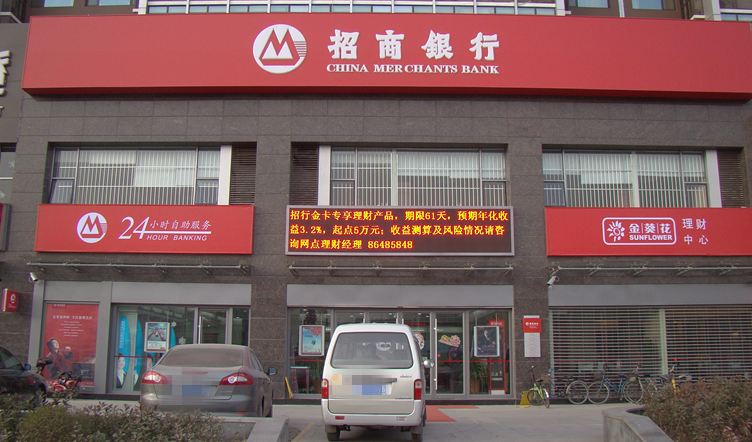 招商銀行
CHINA MERCHANTS BANK
24小时自助服务
HOUR BANKING
招行金卡专享理财产品，期限61天，预期年化收
益3.2%，起点5万元；收益测算及风险情况请咨
询网点理财经理 86485848
金葵花
SUNFLOWER
理财
中心